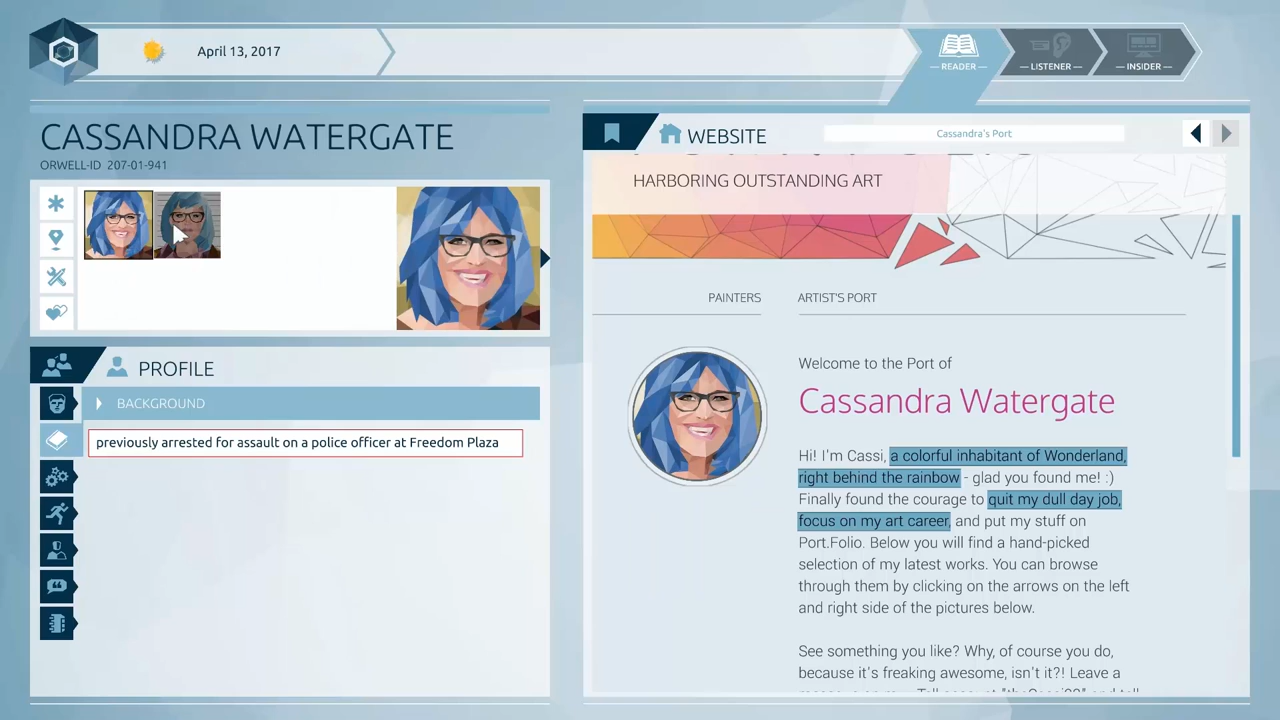 April 13, 2017
— READER —
— LISTENER —
— INSIDER —
CASSANDRA WATERGATE
ORWELL-ID 207-01-941
PROFILE
BACKGROUND
previously arrested for assault on a police officer at Freedom Plaza
WEBSITE
Cassandra's Port
HARBORING OUTSTANDING ART
PAINTERS
ARTIST'S PORT
Welcome to the Port of
Cassandra Watergate
Hi! I'm Cassi, a colorful inhabitant of Wonderland,
right behind the rainbow - glad you found me! :)
Finally found the courage to quit my dull day job,
focus on my art career, and put my stuff on
Port.Folio. Below you will find a hand-picked
selection of my latest works. You can browse
through them by clicking on the arrows on the left
and right side of the pictures below.
See something you like? Why, of course you do,
because it's freaking awesome, isn't it?! Leave a